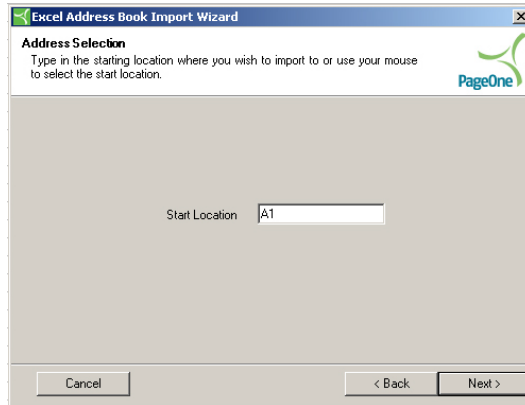 Excel Address Book Import Wizard
Address Selection
Type in the starting location where you wish to import to or use your mouse
to select the start location.
PageOne
Start Location A1
Cancel < Back Next >